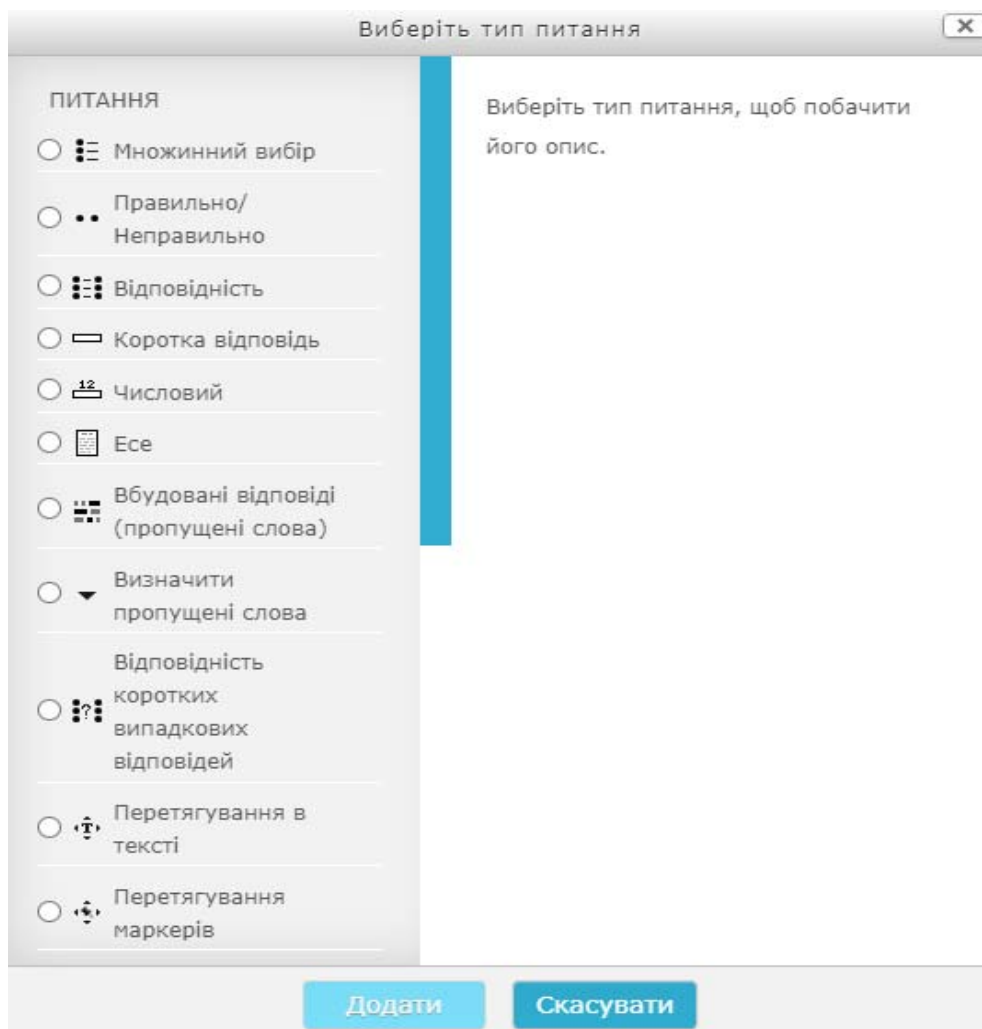 Виберіть тип питання
ПИТАННЯ
Множинний вибір
Правильно/
Неправильно
Відповідність
Коротка відповідь
12
Числовий
Есе
Вбудовані відповіді
(пропущені слова)
Визначити
пропущені слова
Відповідність
коротких
випадкових
відповідей
Перетягування в
тексті
Перетягування
маркерів
Виберіть тип питання, щоб побачити
його опис.
Додати
Скасувати